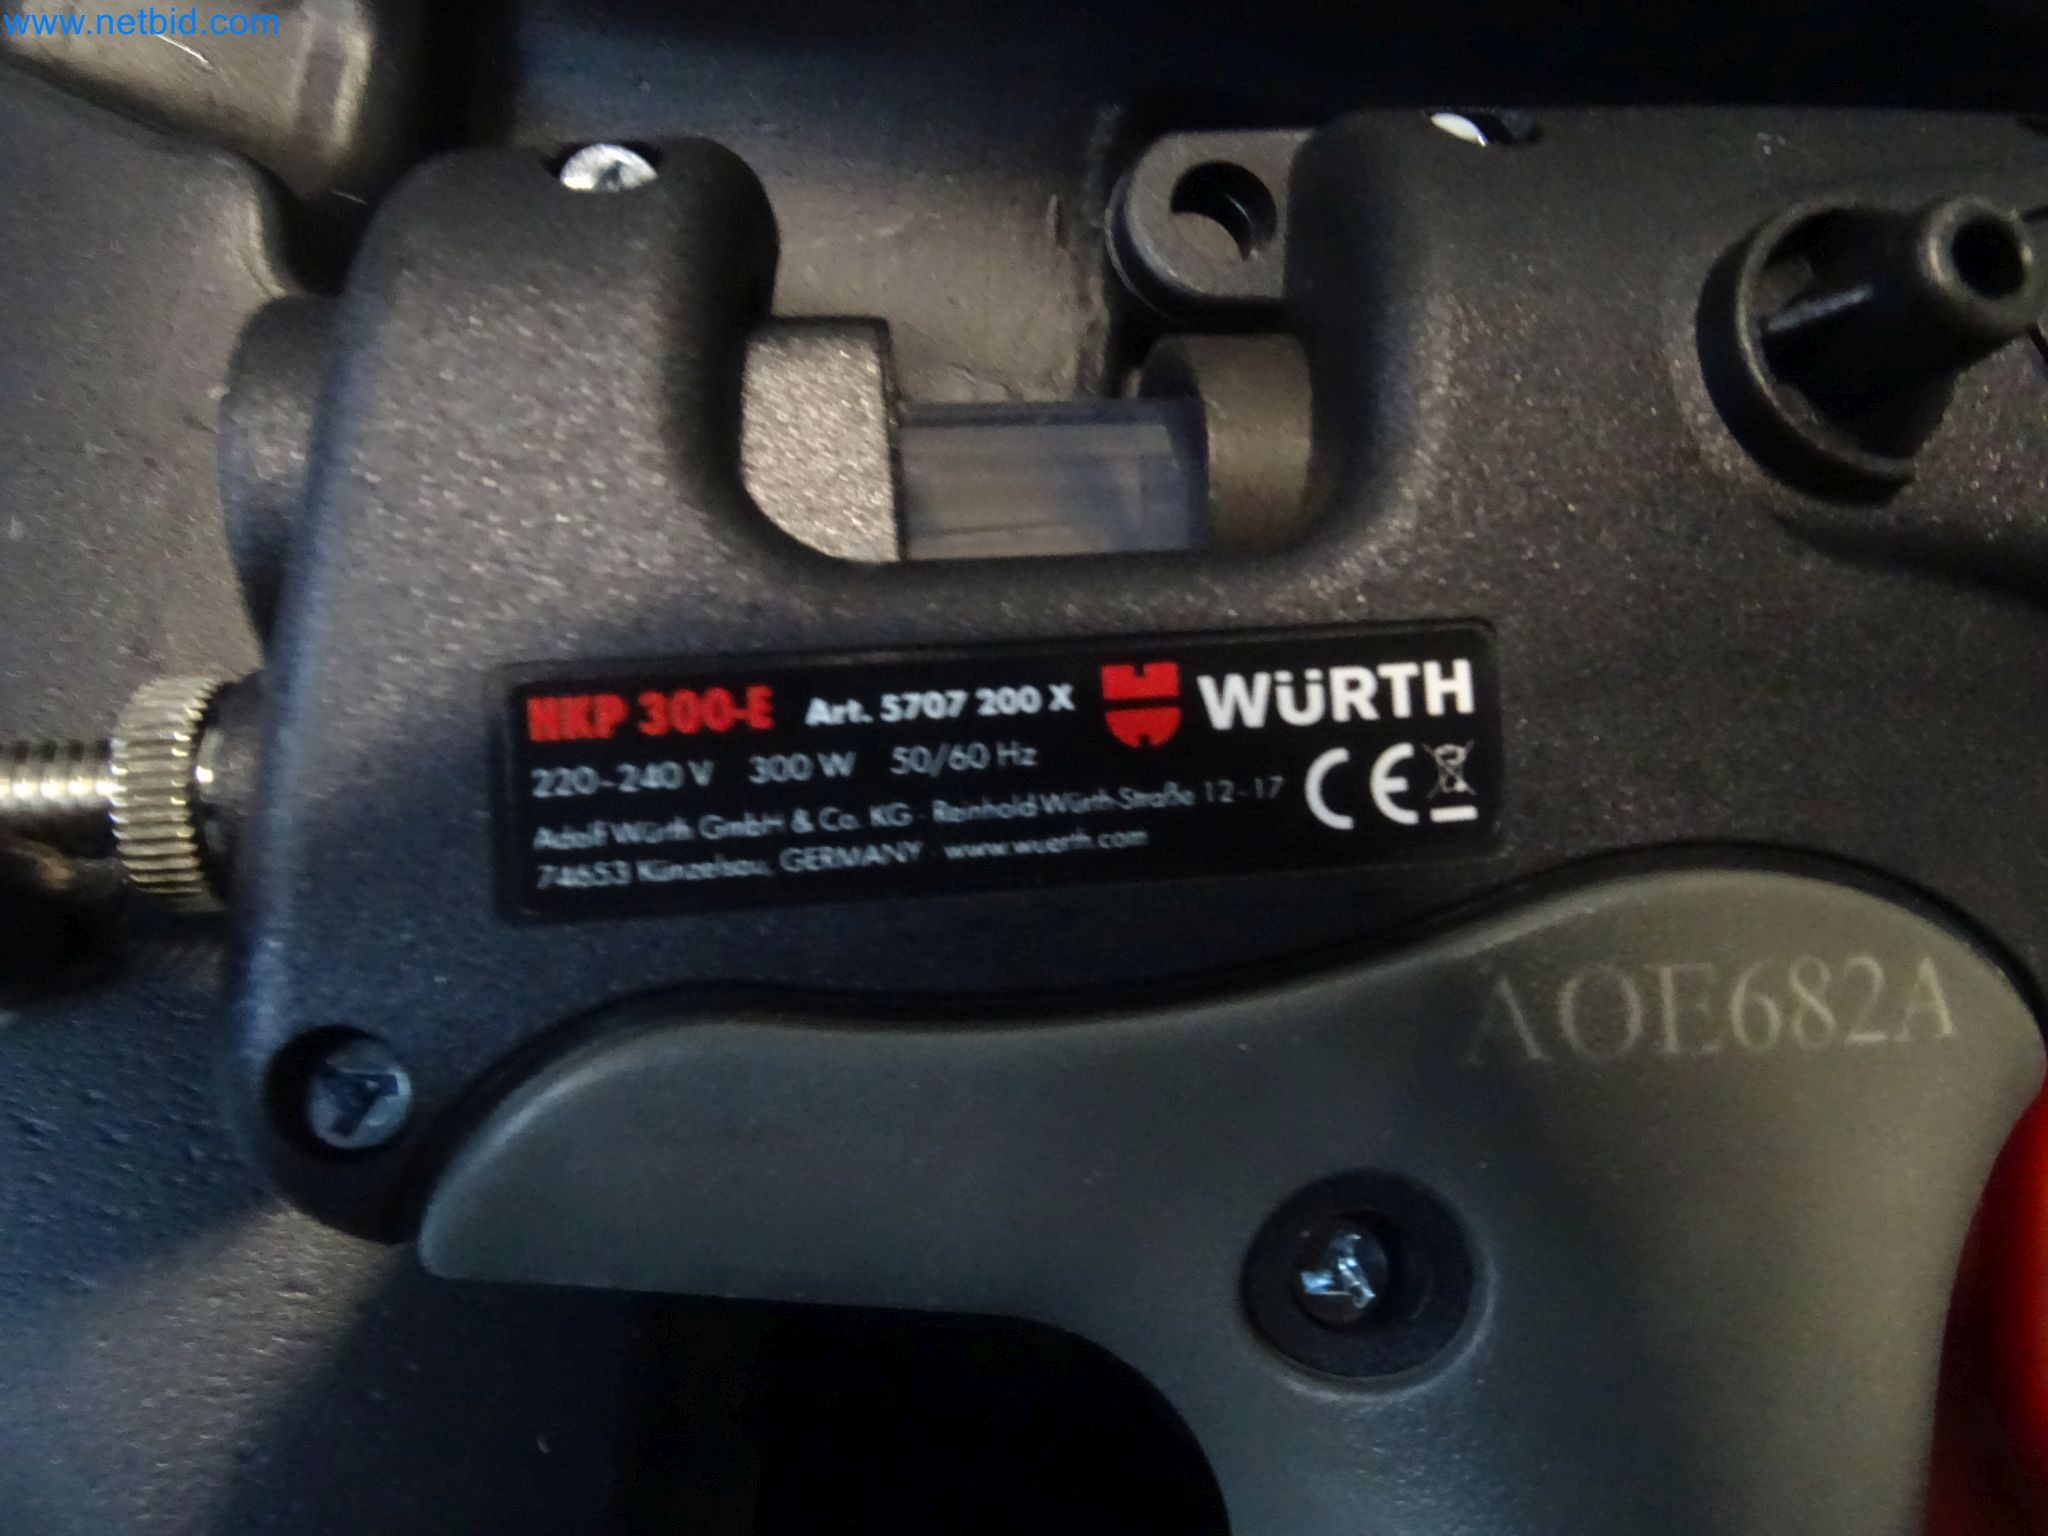 www.netbid.com
HKP 300-E Art. 5707 200 X WÜRTH
220-240 V 300 W 50/60 Hz
Adolf Würth GmbH & Co. KG · Reinhold-Würth-Straße 12-17
74653 Künzelsau, GERMANY · www.wuerth.com
CE
AOE682A